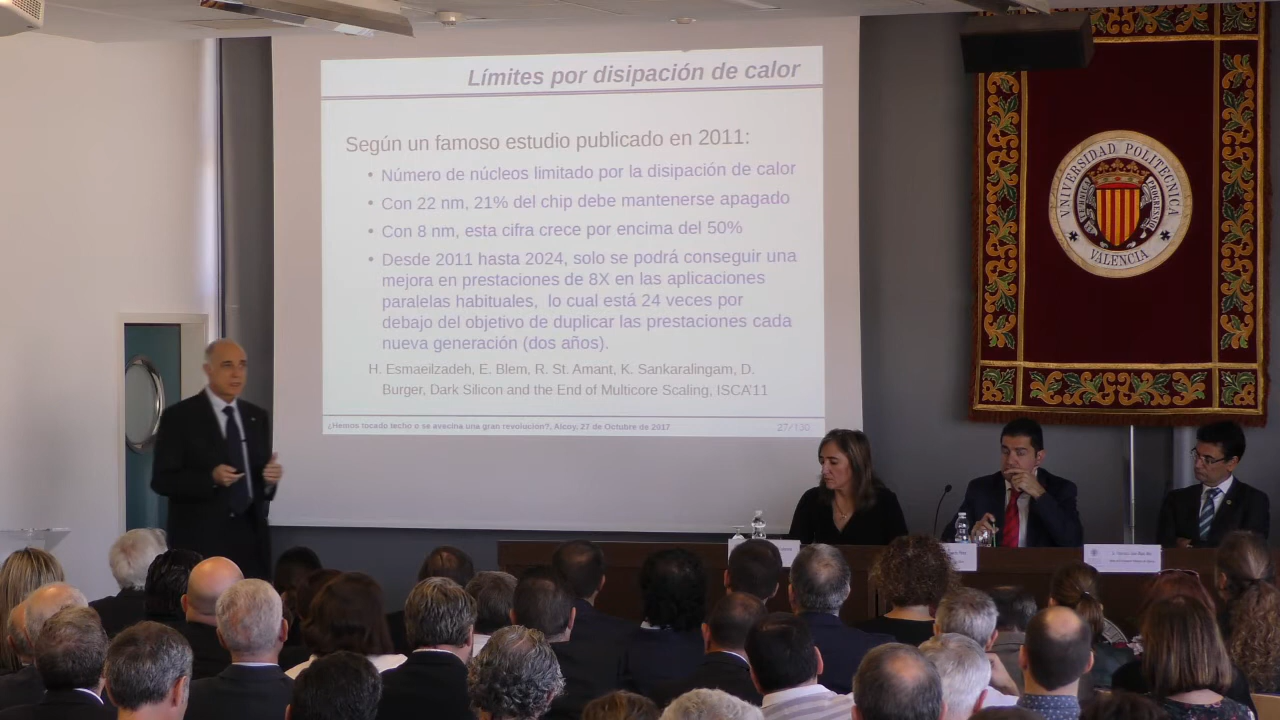 Límites por disipación de calor
Según un famoso estudio publicado en 2011:
• Número de núcleos limitado por la disipación de calor
• Con 22 nm, 21% del chip debe mantenerse apagado
• Con 8 nm, esta cifra crece por encima del 50%
• Desde 2011 hasta 2024, solo se podrá conseguir una
mejora en prestaciones de 8X en las aplicaciones
paralelas habituales, lo cual está 24 veces por
debajo del objetivo de duplicar las prestaciones cada
nueva generación (dos años).
H. Esmaeilzadeh, E. Blem, R. St. Amant, K. Sankaralingam, D.
Burger, Dark Silicon and the End of Multicore Scaling, ISCA'11
¿Hemos tocado techo o se avecina una gran revolución?, Alcoy, 27 de Octubre de 2017
27/130
VNIVERSIDAD POLITECNICA
VALENCIA